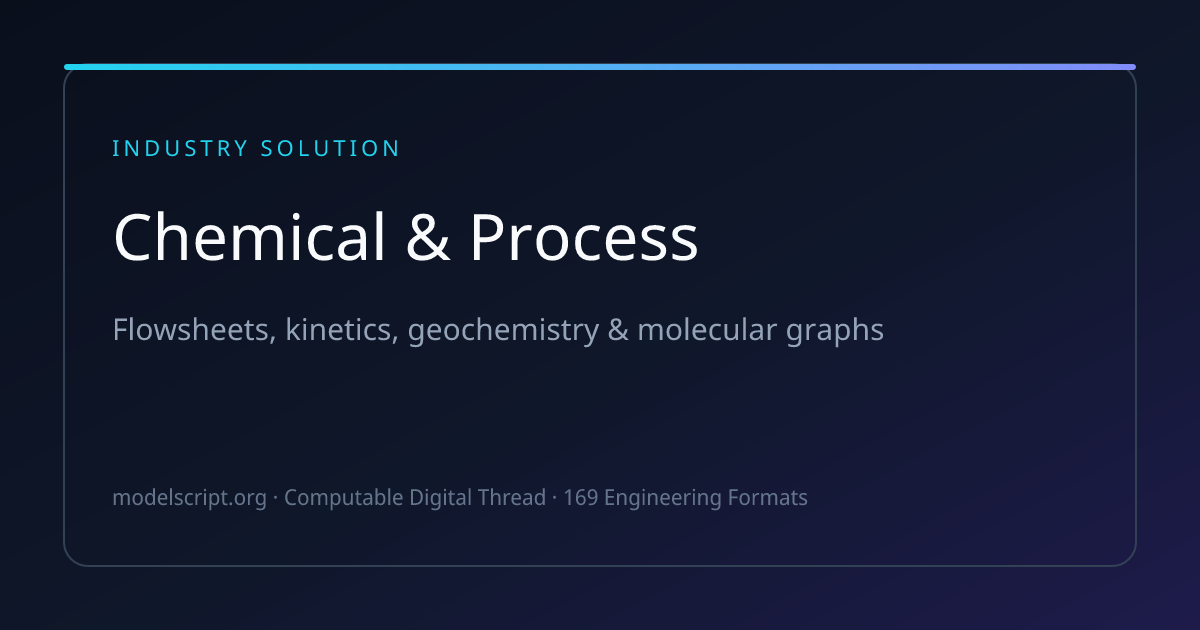 INDUSTRY SOLUTION
Chemical & Process
Flowsheets, kinetics, geochemistry & molecular graphs
modelscript.org · Computable Digital Thread · 169 Engineering Formats